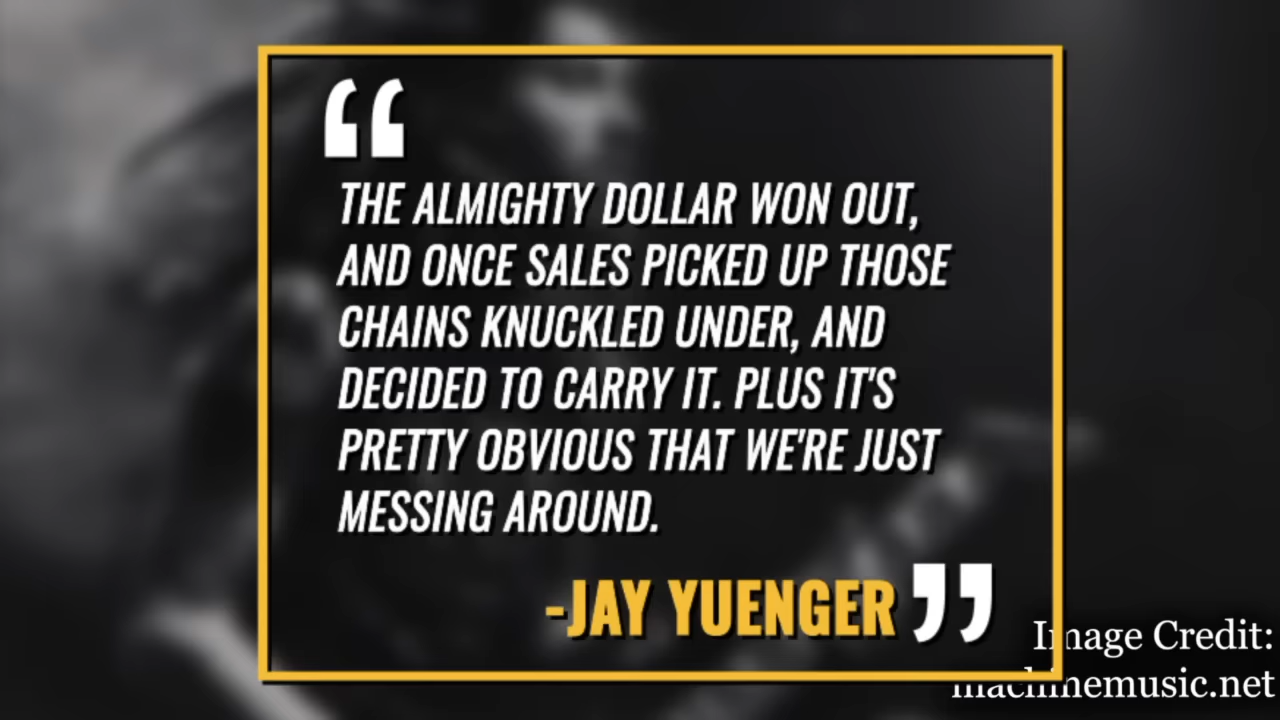 “
THE ALMIGHTY DOLLAR WON OUT,
AND ONCE SALES PICKED UP THOSE
CHAINS KNUCKLED UNDER, AND
DECIDED TO CARRY IT. PLUS IT'S
PRETTY OBVIOUS THAT WE'RE JUST
MESSING AROUND.
-JAY YUENGER ”
Image Credit:
machinemusic.net